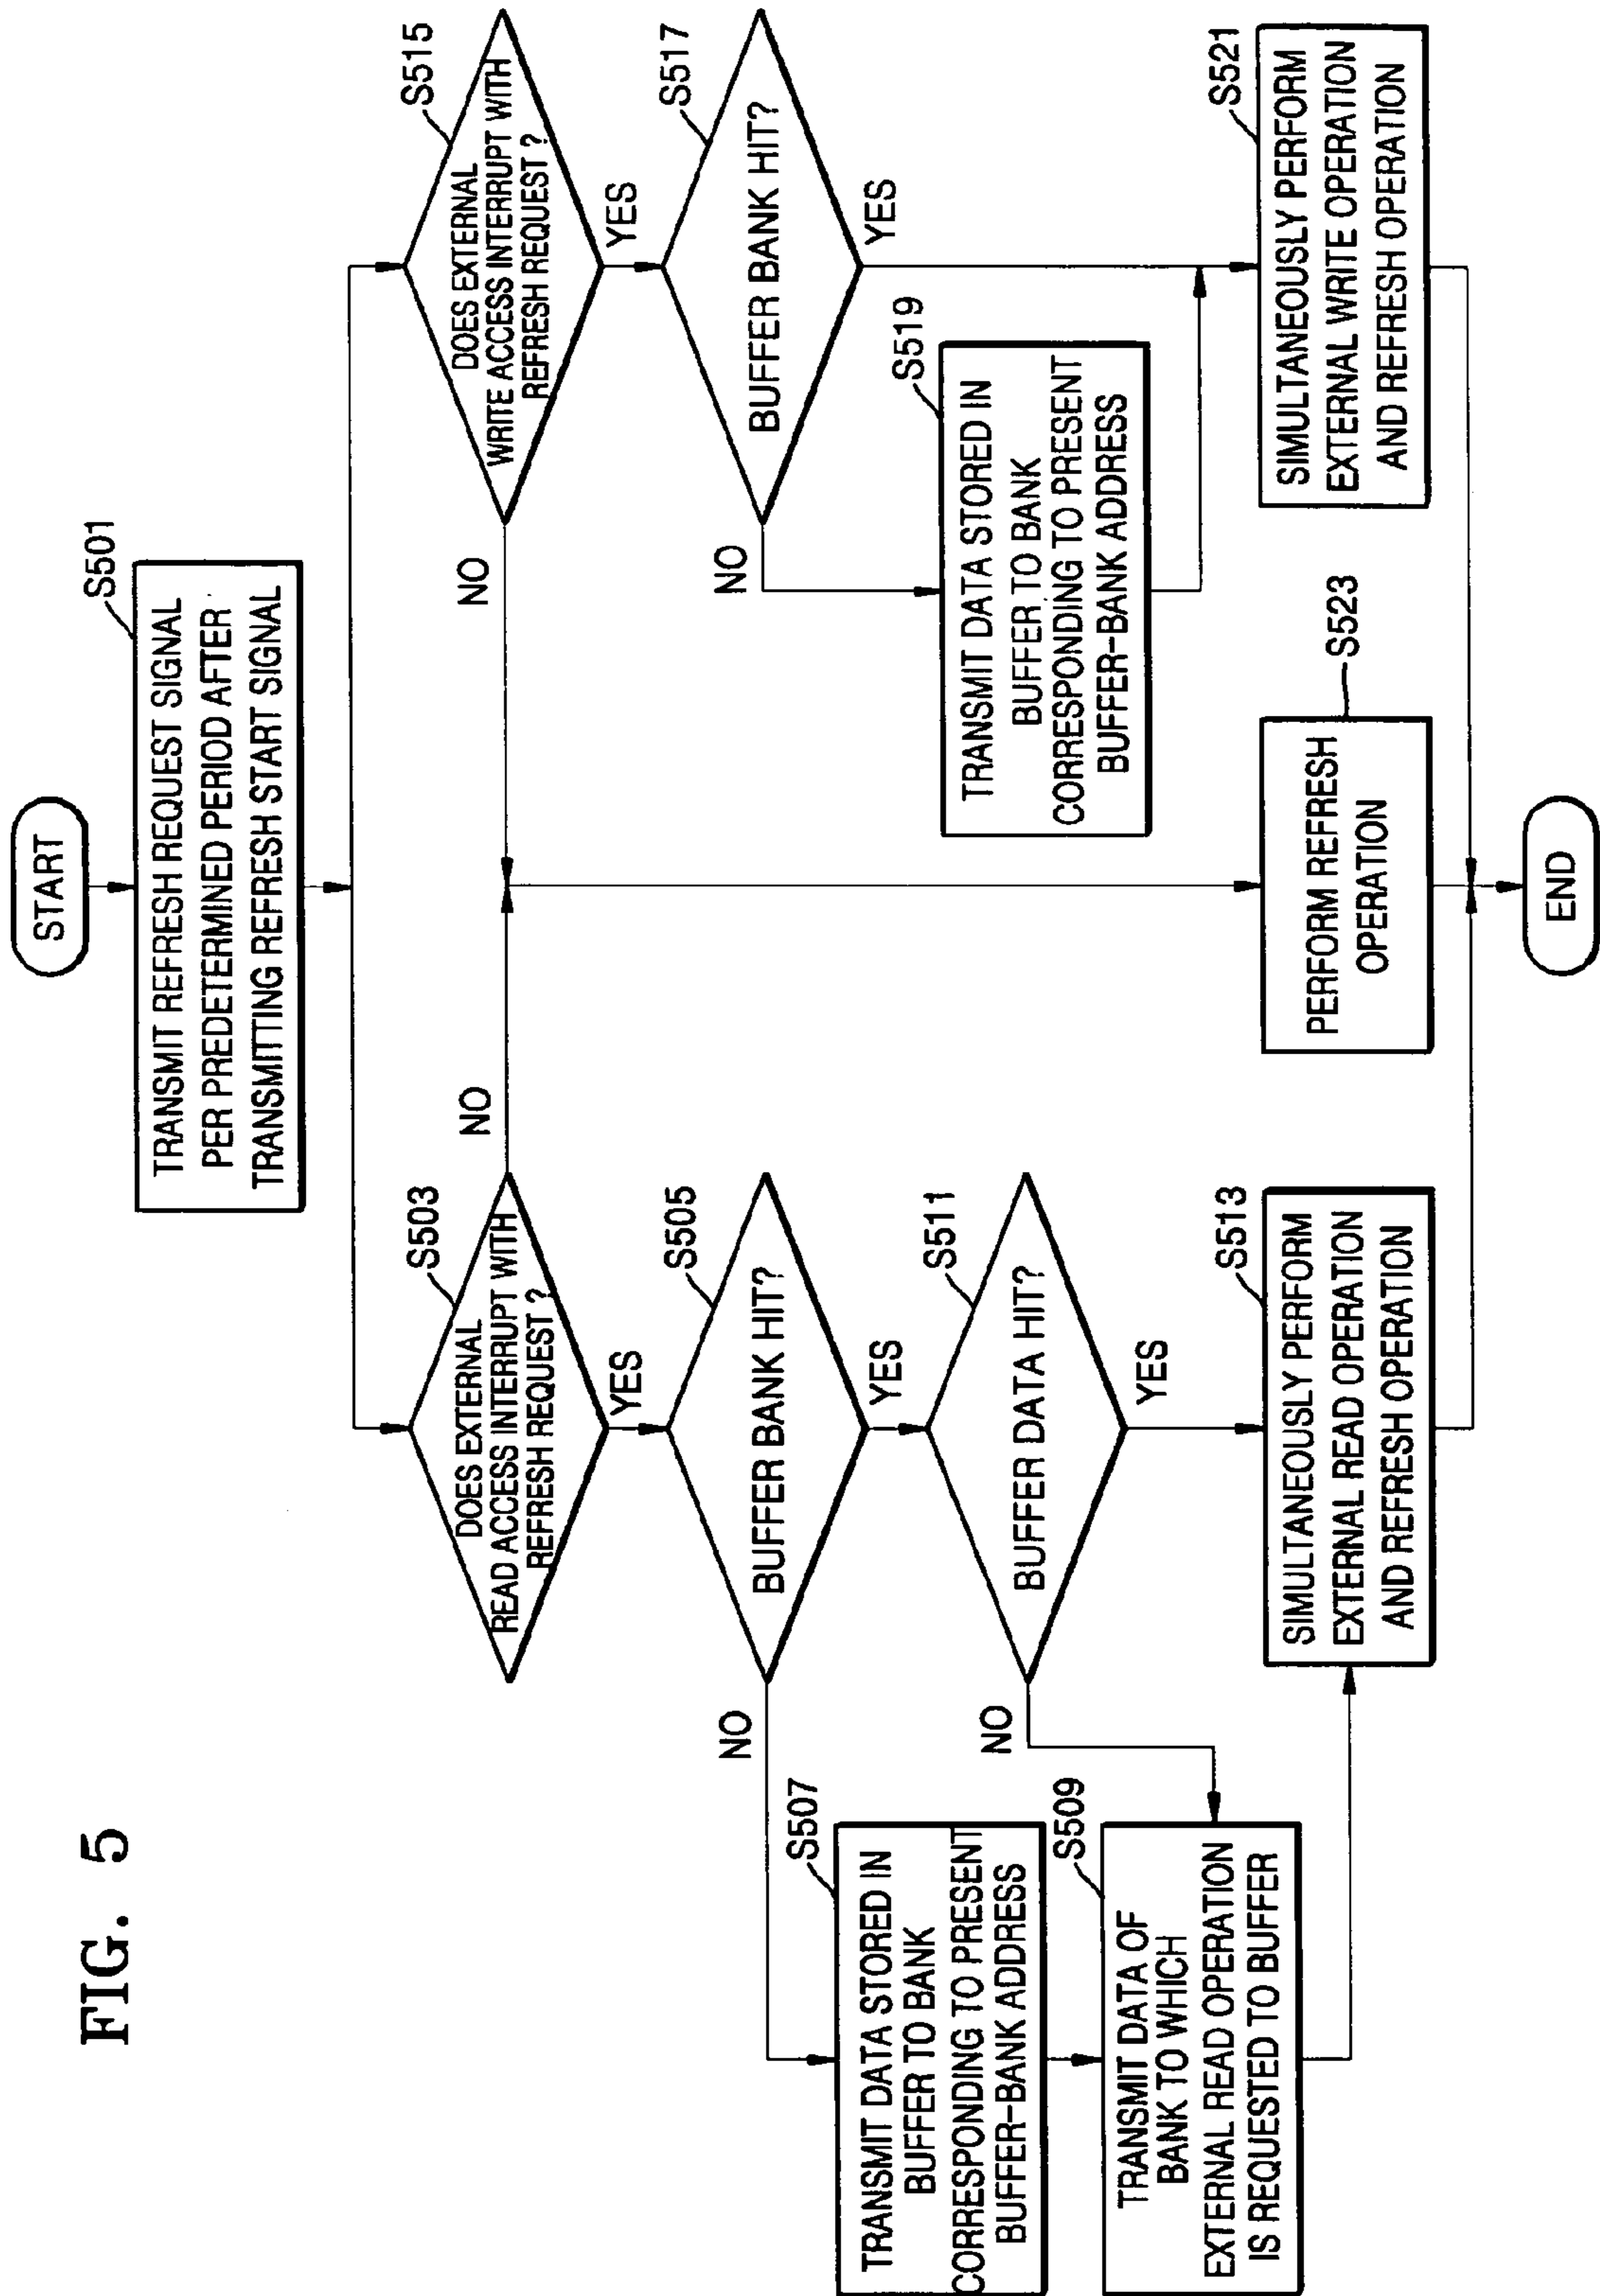 FIG. 5
START
S501
TRANSMIT REFRESH REQUEST SIGNAL
PER PREDETERMINED PERIOD AFTER
TRANSMITTING REFRESH START SIGNAL
S503
DOES EXTERNAL
READ ACCESS INTERRUPT WITH
REFRESH REQUEST ?
NO
YES
S505
BUFFER BANK HIT?
NO
YES
S507
TRANSMIT DATA STORED IN
BUFFER TO BANK
CORRESPONDING TO PRESENT
BUFFER-BANK ADDRESS
S509
TRANSMIT DATA OF
BANK TO WHICH
EXTERNAL READ OPERATION
IS REQUESTED TO BUFFER
S511
BUFFER DATA HIT?
NO
YES
S513
SIMULTANEOUSLY PERFORM
EXTERNAL READ OPERATION
AND REFRESH OPERATION
S515
DOES EXTERNAL
WRITE ACCESS INTERRUPT WITH
REFRESH REQUEST ?
NO
YES
S517
BUFFER BANK HIT?
NO
YES
S519
TRANSMIT DATA STORED IN
BUFFER TO BANK
CORRESPONDING TO PRESENT
BUFFER-BANK ADDRESS
S521
SIMULTANEOUSLY PERFORM
EXTERNAL WRITE OPERATION
AND REFRESH OPERATION
S523
PERFORM REFRESH
OPERATION
END